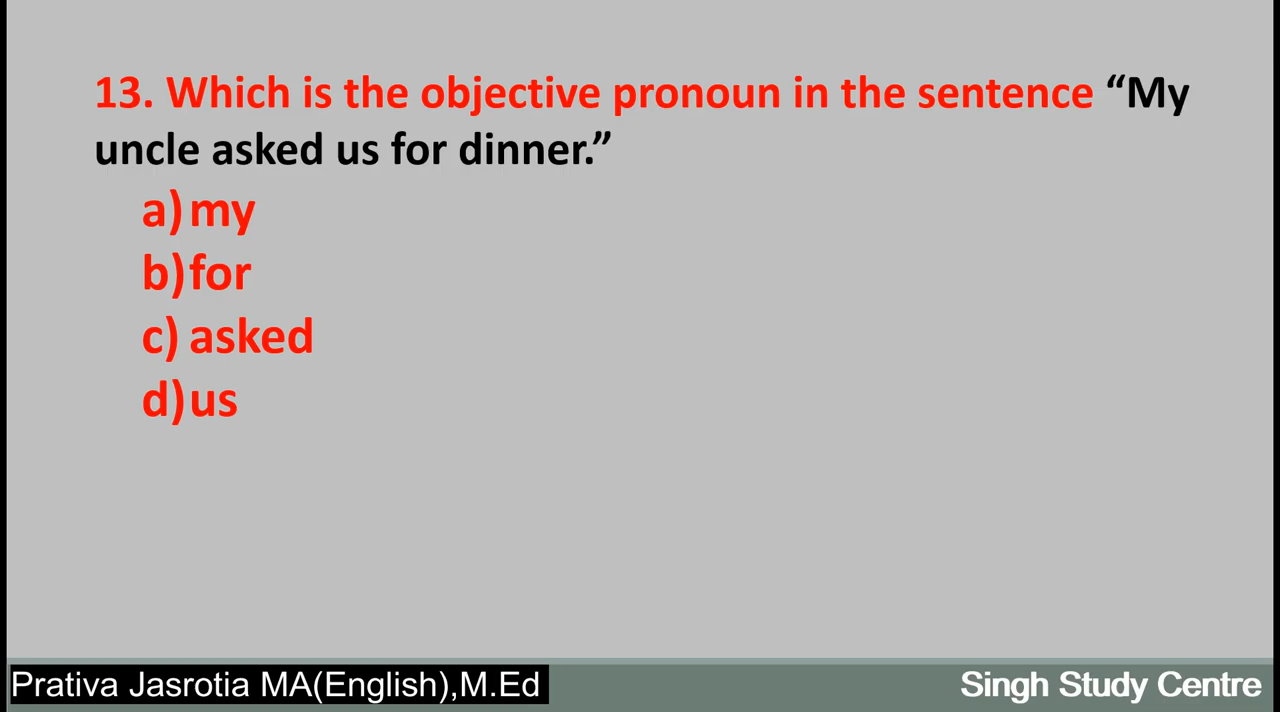 13. Which is the objective pronoun in the sentence “My
uncle asked us for dinner.”
a) my
b) for
c) asked
d) us
Prativa Jasrotia MA(English),M.Ed
Singh Study Centre